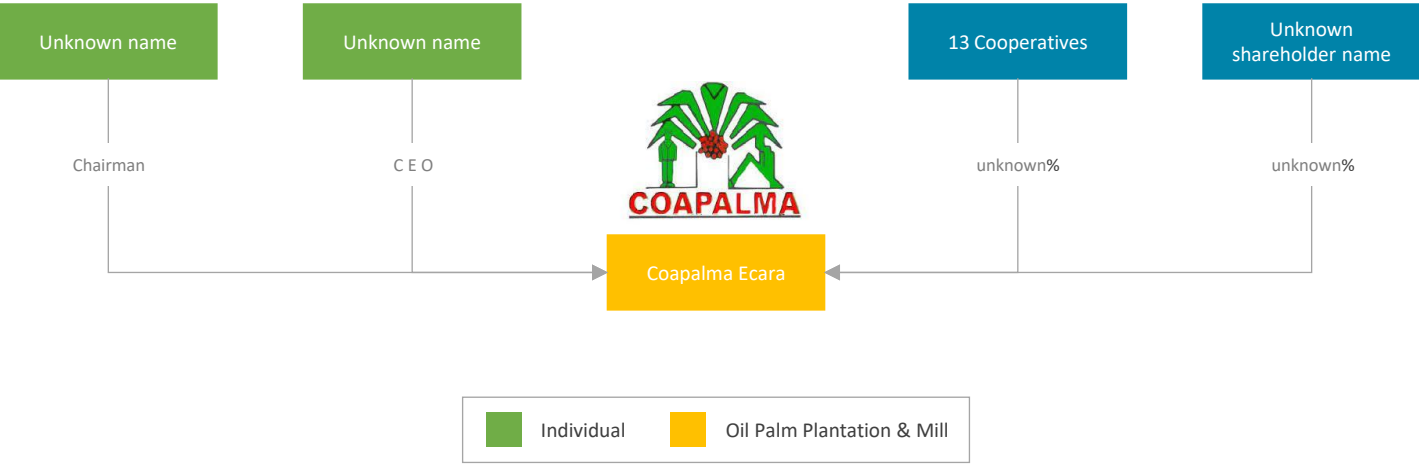 Unknown name
Unknown name
13 Cooperatives
Unknown
shareholder name
Chairman
C E O
unknown%
unknown%
COAPALMA
Coapalma Ecara
Individual
Oil Palm Plantation & Mill